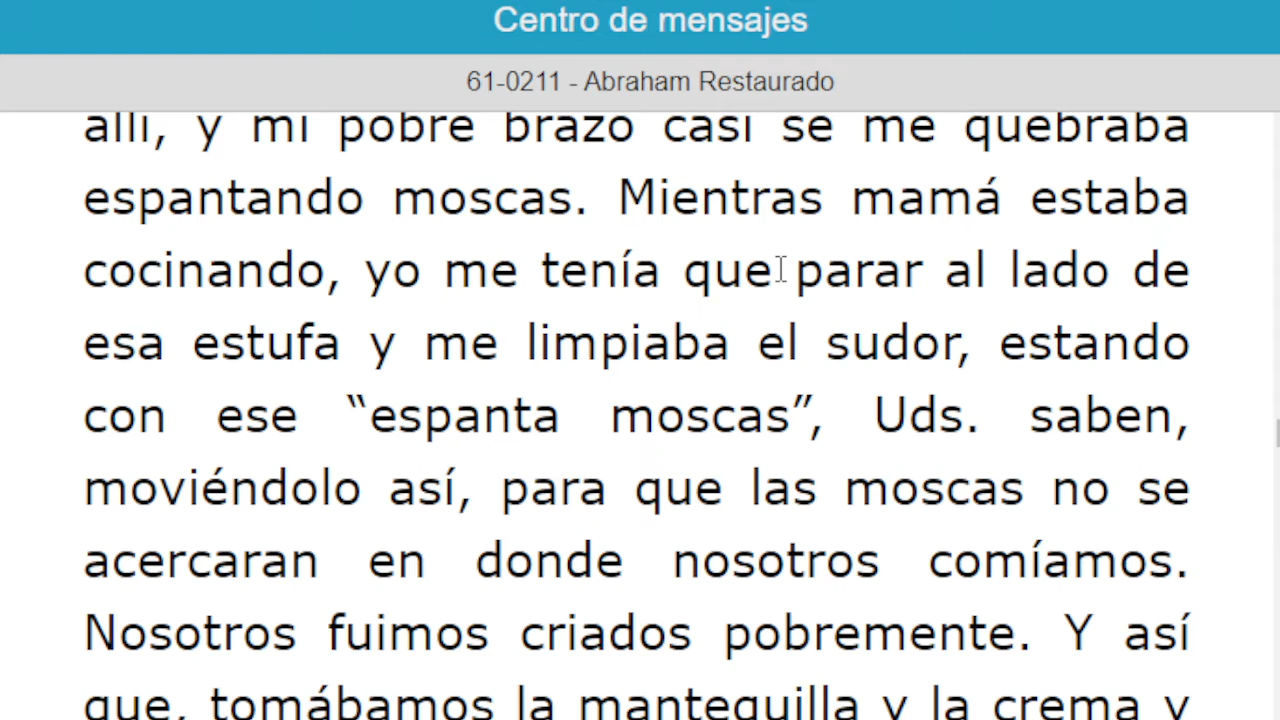 Centro de mensajes
61-0211 - Abraham Restaurado
allí, y mi pobre brazo casi se me quebraba
espantando moscas. Mientras mamá estaba
cocinando, yo me tenía que parar al lado de
esa estufa y me limpiaba el sudor, estando
con ese “espanta moscas”, Uds. saben,
moviéndolo así, para que las moscas no se
acercaran en donde nosotros comíamos.
Nosotros fuimos criados pobremente. Y así
que, tomábamos la mantequilla y la crema y